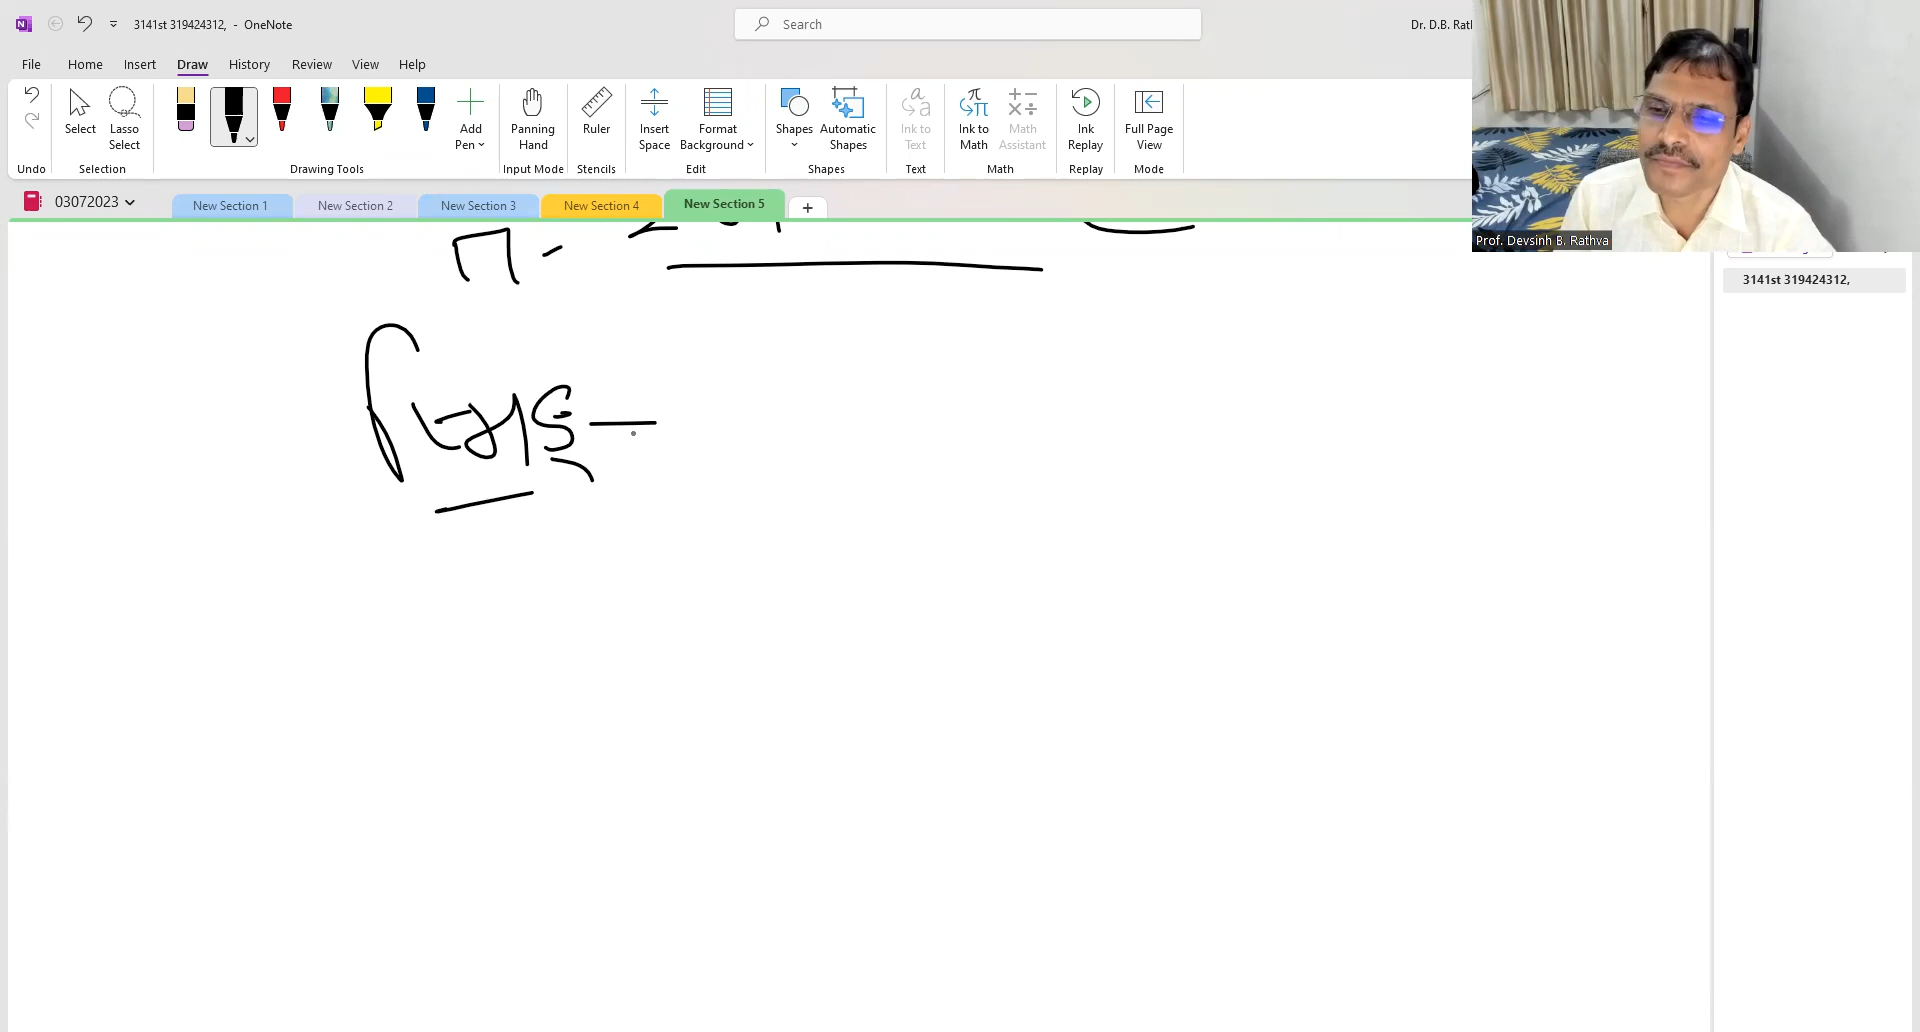 3141st 319424312, - OneNote
Search
Dr. D.B. Rath
File Home Insert Draw History Review View Help
Select
Lasso Select
Add Pen
Panning Hand
Ruler
Insert Space
Format Background
Shapes
Automatic Shapes
Ink to Text
Ink to Math
Math Assistant
Ink Replay
Full Page View
Undo Selection Drawing Tools Input Mode Stencils Edit Shapes Text Math Replay Mode
03072023 New Section 1 New Section 2 New Section 3 New Section 4 New Section 5 +
Prof. Devsinh B. Rathva
3141st 319424312,